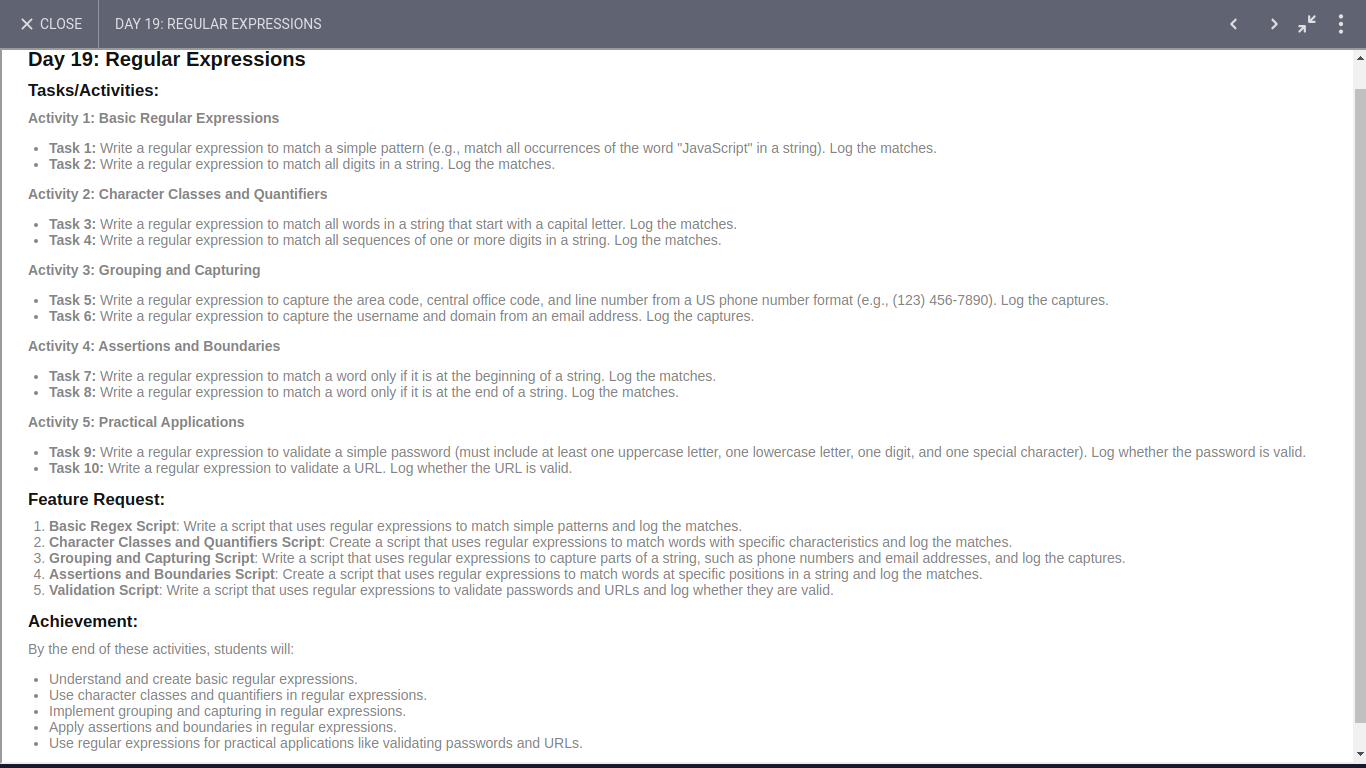 CLOSE
DAY 19: REGULAR EXPRESSIONS
Day 19: Regular Expressions
Tasks/Activities:
Activity 1: Basic Regular Expressions
• Task 1: Write a regular expression to match a simple pattern (e.g., match all occurrences of the word "JavaScript" in a string). Log the matches.
• Task 2: Write a regular expression to match all digits in a string. Log the matches.
Activity 2: Character Classes and Quantifiers
• Task 3: Write a regular expression to match all words in a string that start with a capital letter. Log the matches.
• Task 4: Write a regular expression to match all sequences of one or more digits in a string. Log the matches.
Activity 3: Grouping and Capturing
• Task 5: Write a regular expression to capture the area code, central office code, and line number from a US phone number format (e.g., (123) 456-7890). Log the captures.
• Task 6: Write a regular expression to capture the username and domain from an email address. Log the captures.
Activity 4: Assertions and Boundaries
• Task 7: Write a regular expression to match a word only if it is at the beginning of a string. Log the matches.
• Task 8: Write a regular expression to match a word only if it is at the end of a string. Log the matches.
Activity 5: Practical Applications
• Task 9: Write a regular expression to validate a simple password (must include at least one uppercase letter, one lowercase letter, one digit, and one special character). Log whether the password is valid.
• Task 10: Write a regular expression to validate a URL. Log whether the URL is valid.
Feature Request:
1. Basic Regex Script: Write a script that uses regular expressions to match simple patterns and log the matches.
2. Character Classes and Quantifiers Script: Create a script that uses regular expressions to match words with specific characteristics and log the matches.
3. Grouping and Capturing Script: Write a script that uses regular expressions to capture parts of a string, such as phone numbers and email addresses, and log the captures.
4. Assertions and Boundaries Script: Create a script that uses regular expressions to match words at specific positions in a string and log the matches.
5. Validation Script: Write a script that uses regular expressions to validate passwords and URLs and log whether they are valid.
Achievement:
By the end of these activities, students will:
• Understand and create basic regular expressions.
• Use character classes and quantifiers in regular expressions.
• Implement grouping and capturing in regular expressions.
• Apply assertions and boundaries in regular expressions.
• Use regular expressions for practical applications like validating passwords and URLs.